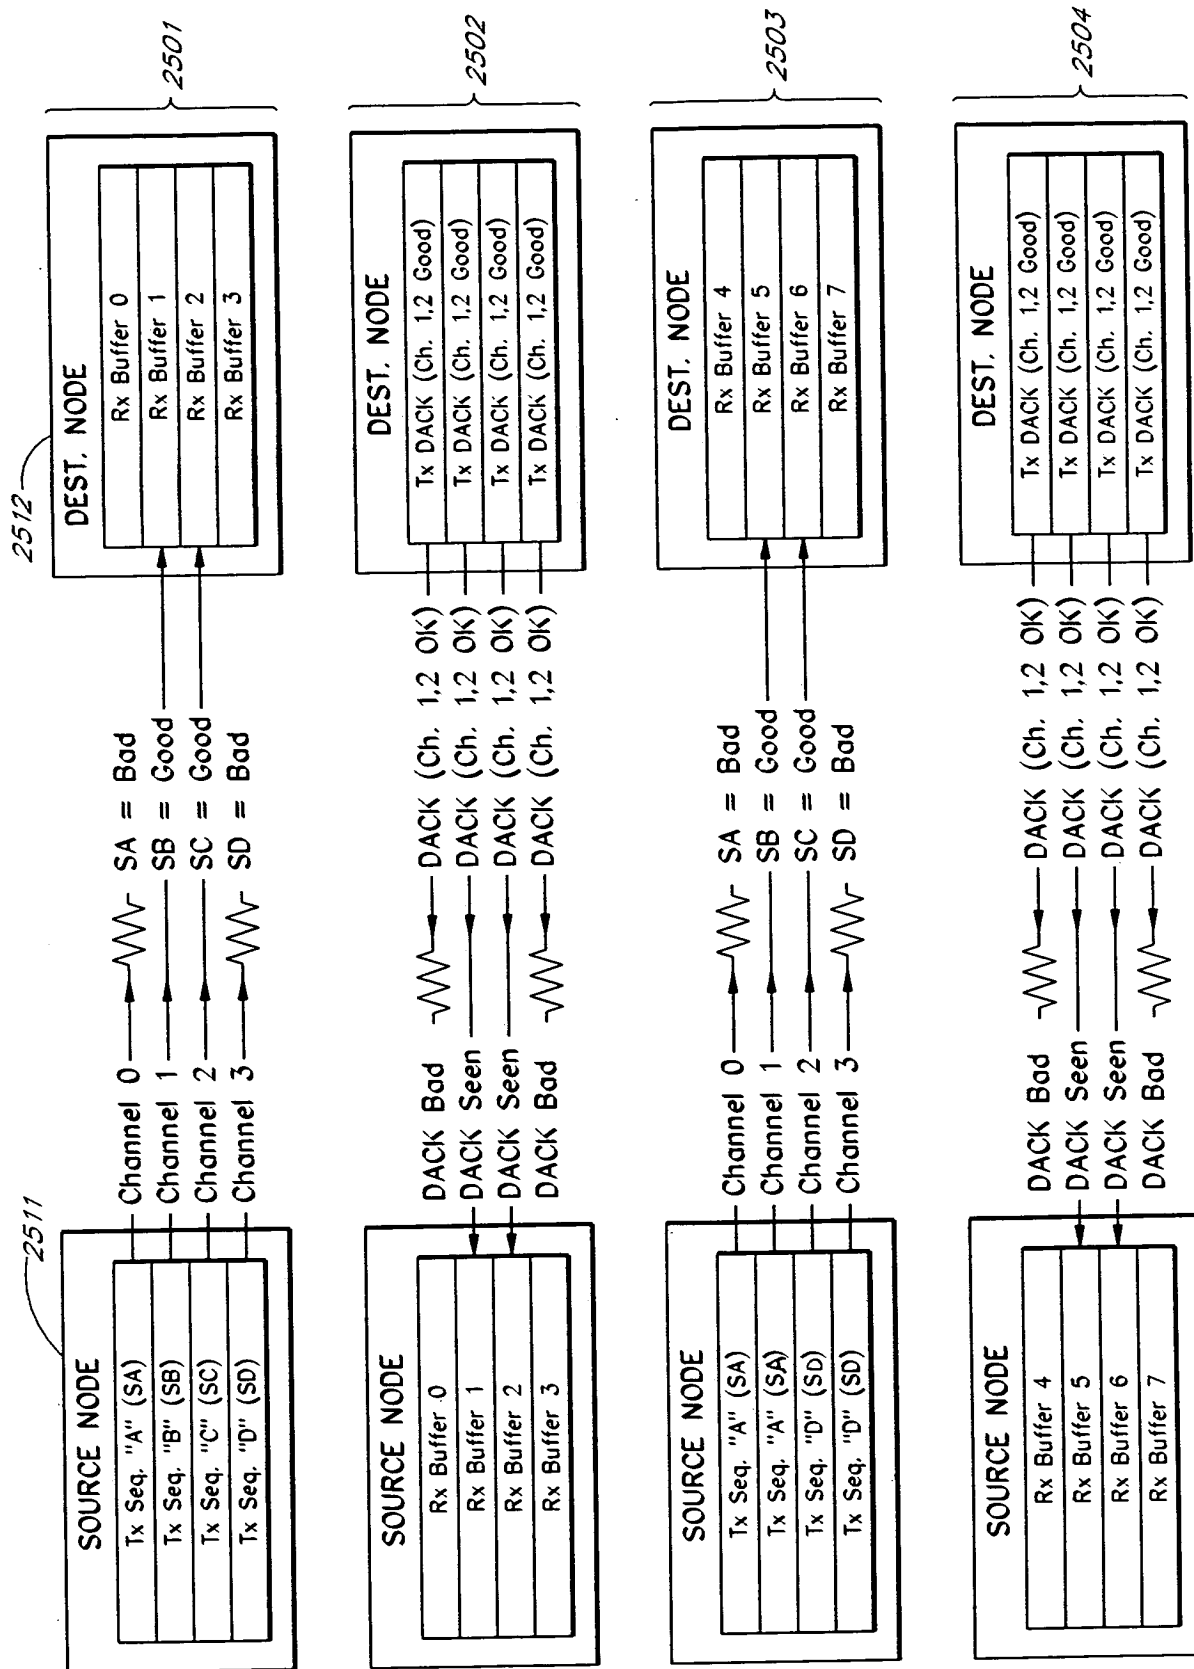 2511
2512
SOURCE NODE
Tx Seq. "A" (SA)
Tx Seq. "B" (SB)
Tx Seq. "C" (SC)
Tx Seq. "D" (SD)
Channel 0
Channel 1
Channel 2
Channel 3
SA = Bad
SB = Good
SC = Good
SD = Bad
DEST. NODE
Rx Buffer 0
Rx Buffer 1
Rx Buffer 2
Rx Buffer 3
2501
SOURCE NODE
Rx Buffer 0
Rx Buffer 1
Rx Buffer 2
Rx Buffer 3
DACK Bad
DACK Seen
DACK Seen
DACK Bad
DACK (Ch. 1,2 OK)
DACK (Ch. 1,2 OK)
DACK (Ch. 1,2 OK)
DACK (Ch. 1,2 OK)
DEST. NODE
Tx DACK (Ch. 1,2 Good)
Tx DACK (Ch. 1,2 Good)
Tx DACK (Ch. 1,2 Good)
Tx DACK (Ch. 1,2 Good)
2502
SOURCE NODE
Tx Seq. "A" (SA)
Tx Seq. "A" (SA)
Tx Seq. "D" (SD)
Tx Seq. "D" (SD)
Channel 0
Channel 1
Channel 2
Channel 3
SA = Bad
SB = Good
SC = Good
SD = Bad
DEST. NODE
Rx Buffer 4
Rx Buffer 5
Rx Buffer 6
Rx Buffer 7
2503
SOURCE NODE
Rx Buffer 4
Rx Buffer 5
Rx Buffer 6
Rx Buffer 7
DACK Bad
DACK Seen
DACK Seen
DACK Bad
DACK (Ch. 1,2 OK)
DACK (Ch. 1,2 OK)
DACK (Ch. 1,2 OK)
DACK (Ch. 1,2 OK)
DEST. NODE
Tx DACK (Ch. 1,2 Good)
Tx DACK (Ch. 1,2 Good)
Tx DACK (Ch. 1,2 Good)
Tx DACK (Ch. 1,2 Good)
2504